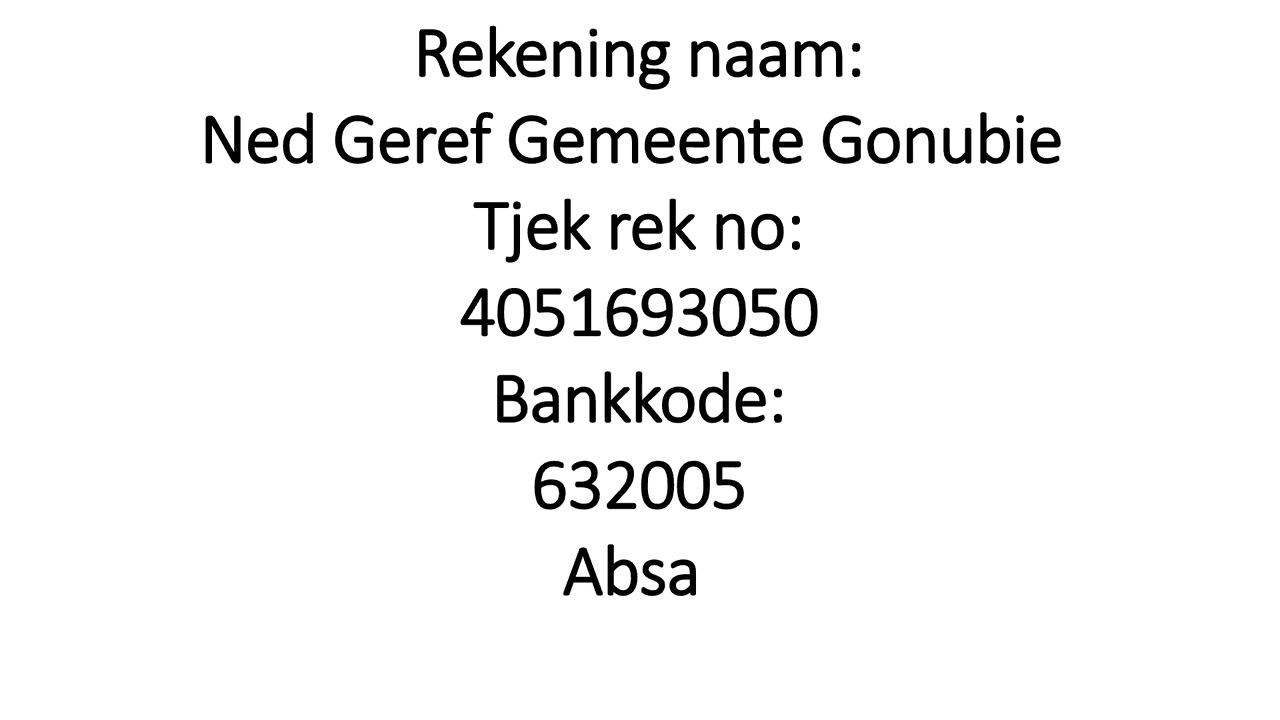 Rekening naam:
Ned Geref Gemeente Gonubie
Tjek rek no:
4051693050
Bankkode:
632005
Absa